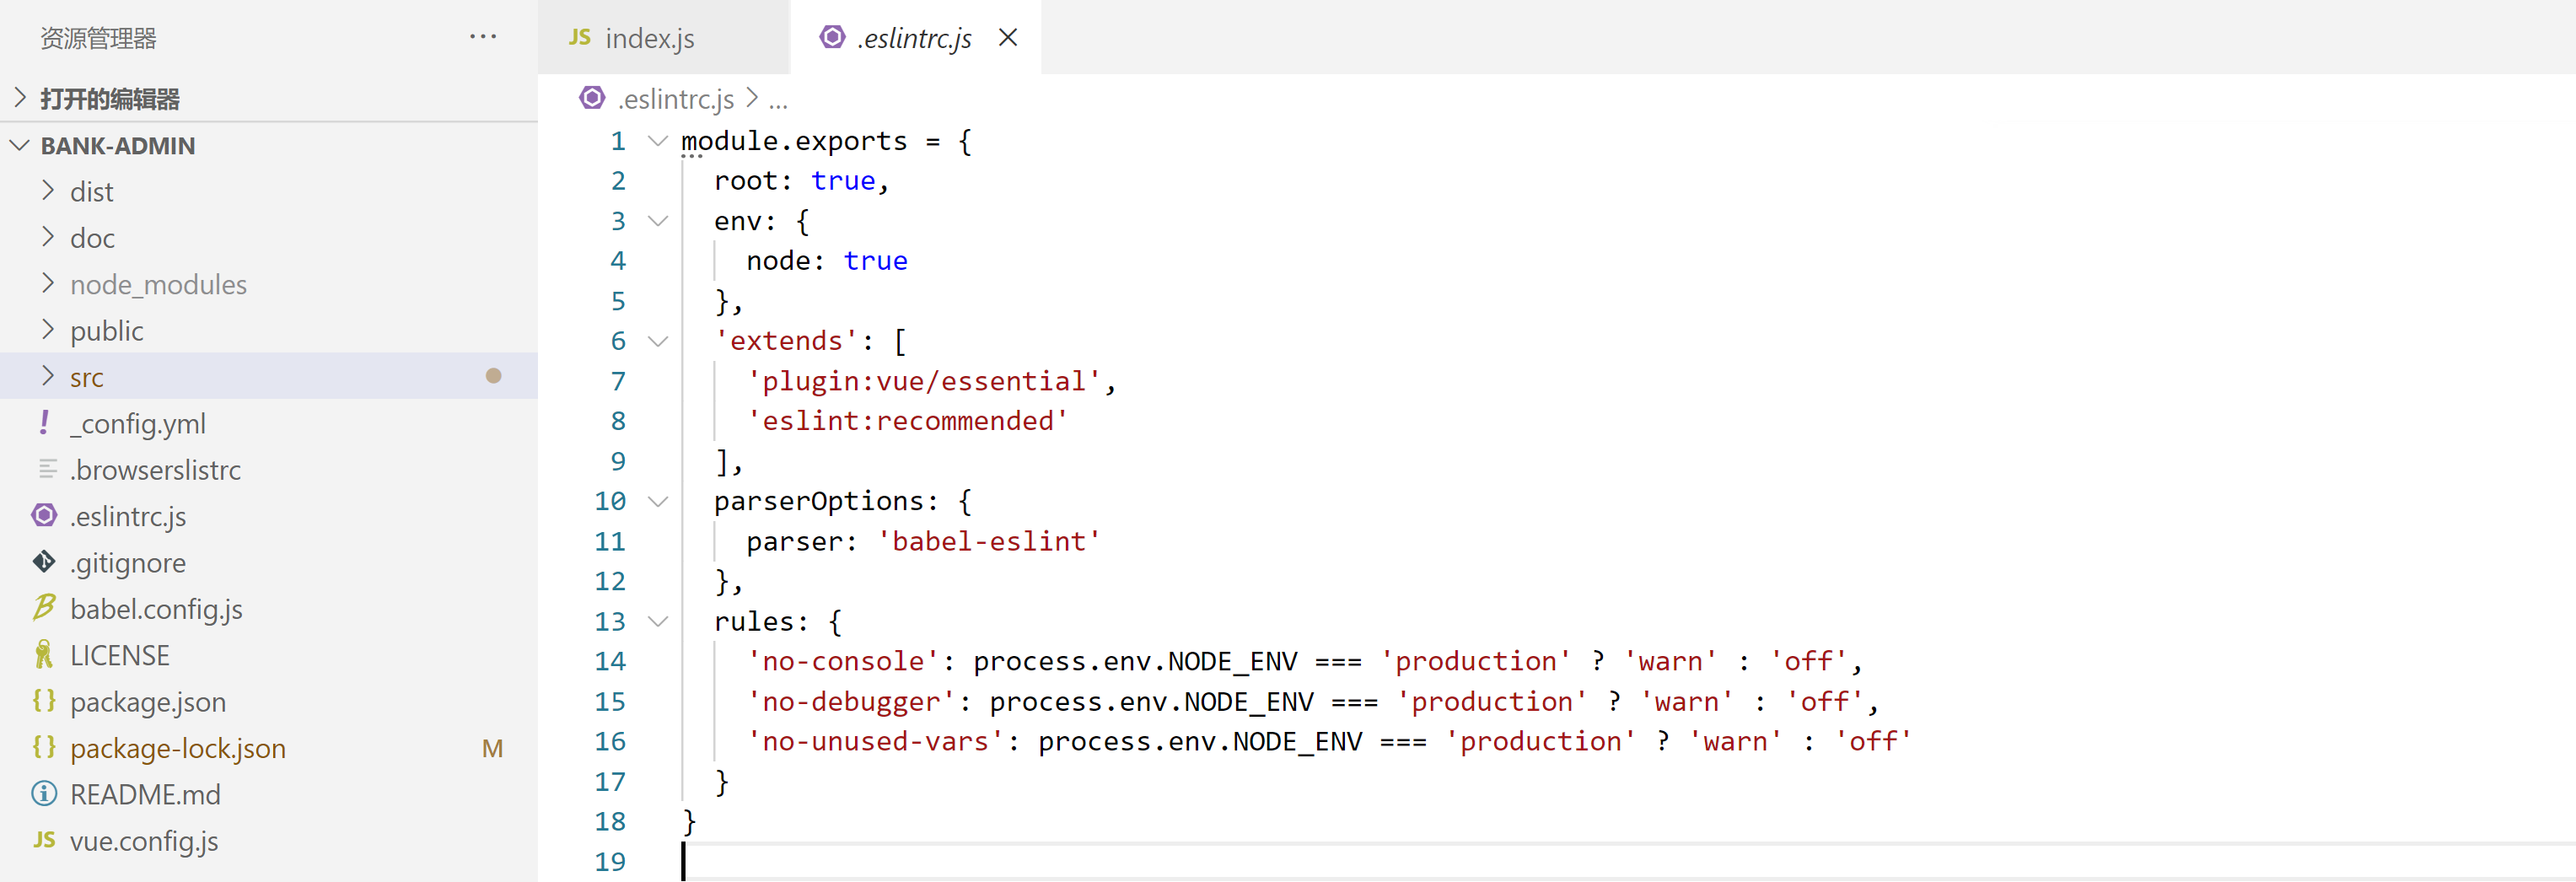 资源管理器 ...
打开的编辑器
BANK-ADMIN
dist
doc
node_modules
public
src
_config.yml
.browserslistrc
.eslintrc.js
.gitignore
babel.config.js
LICENSE
package.json
package-lock.json M
README.md
JS vue.config.js
JS index.js
.eslintrc.js
.eslintrc.js > ...
1 module.exports = {
2   root: true,
3   env: {
4     node: true
5   },
6   'extends': [
7     'plugin:vue/essential',
8     'eslint:recommended'
9   ],
10   parserOptions: {
11     parser: 'babel-eslint'
12   },
13   rules: {
14     'no-console': process.env.NODE_ENV === 'production' ? 'warn' : 'off',
15     'no-debugger': process.env.NODE_ENV === 'production' ? 'warn' : 'off',
16     'no-unused-vars': process.env.NODE_ENV === 'production' ? 'warn' : 'off'
17   }
18 }
19